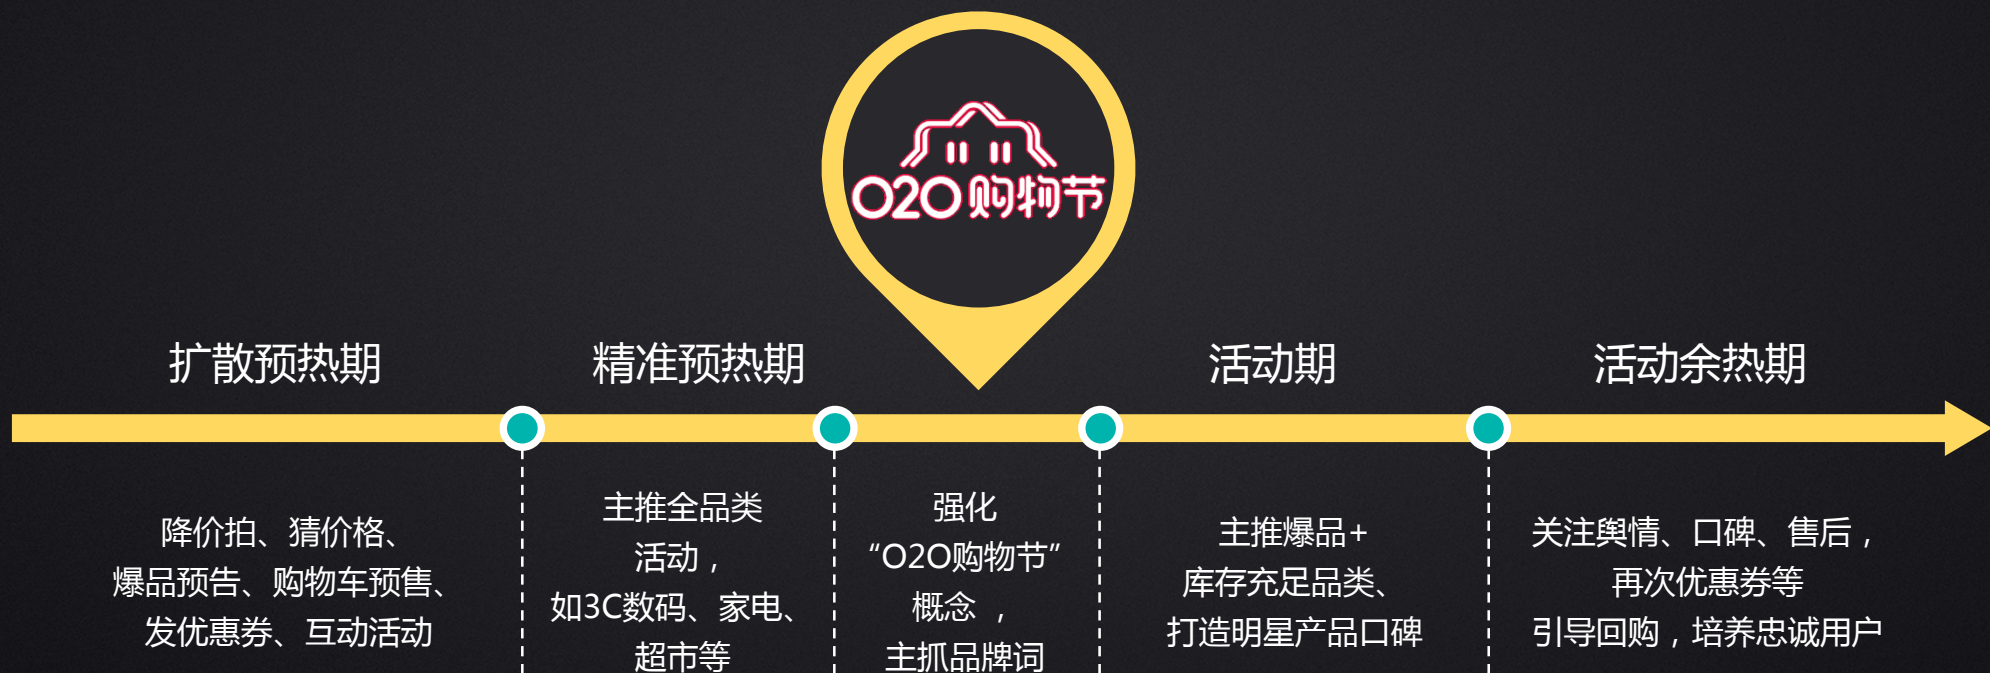 O2O购物节
扩散预热期
精准预热期
活动期
活动余热期
降价拍、猜价格、
爆品预告、购物车预售、
发优惠券、互动活动
主推全品类
活动，
如3C数码、家电、
超市等
强化
“O2O购物节”
概念 ，
主抓品牌词
主推爆品+
库存充足品类、
打造明星产品口碑
关注舆情、口碑、售后，
再次优惠券等
引导回购，培养忠诚用户